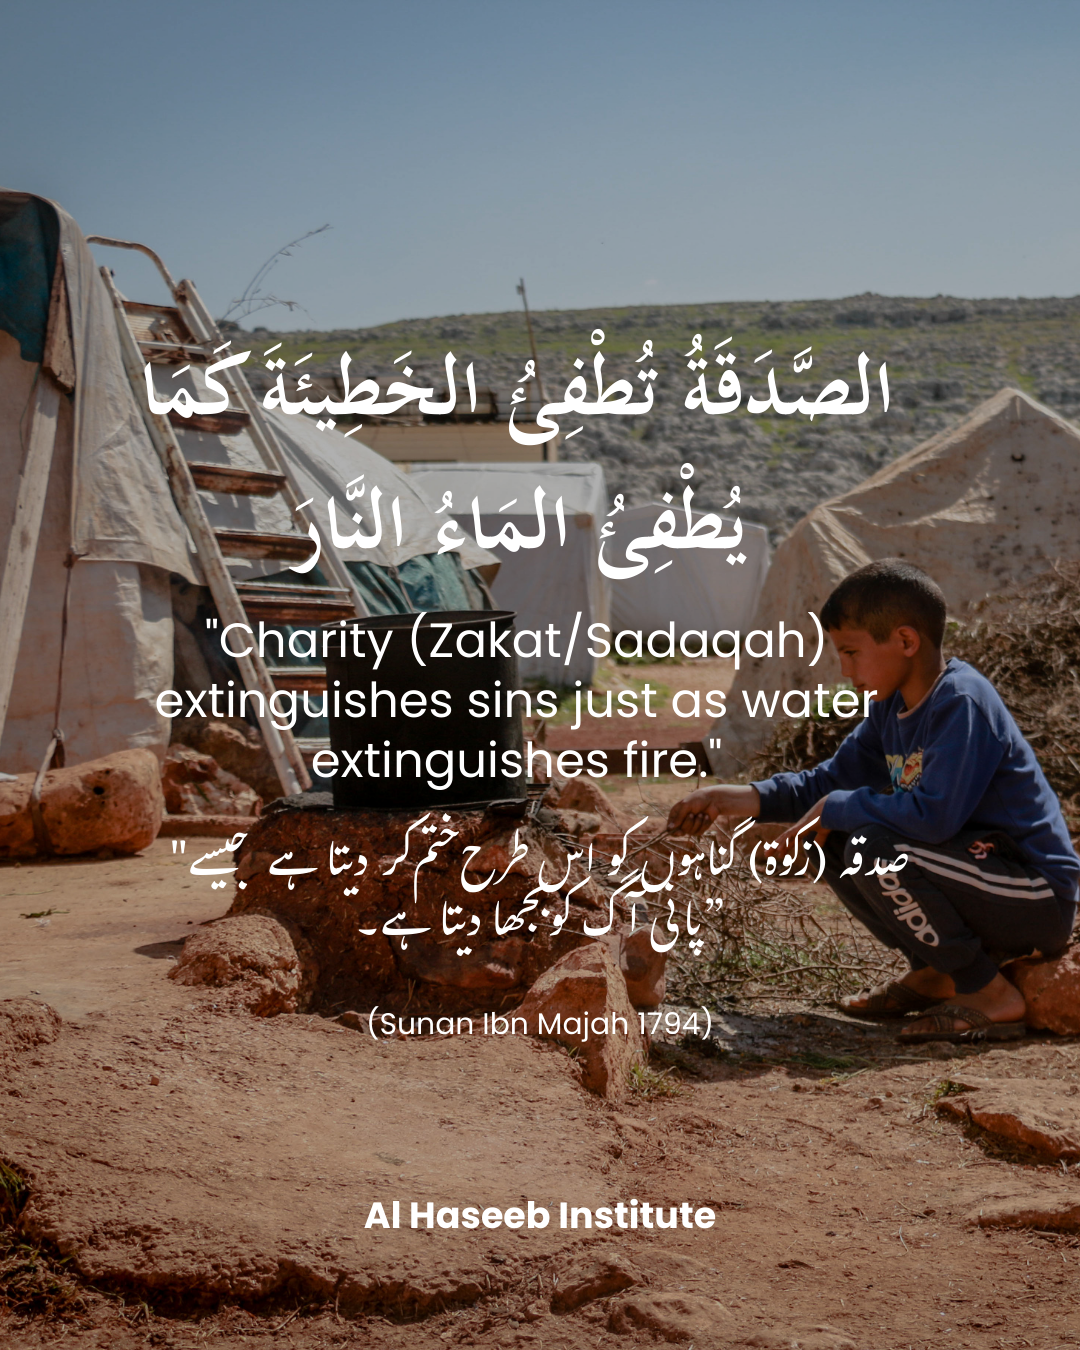 الصَّدَقَةُ تُطْفِئُ الخَطِيئَةَ كَمَا
يُطْفِئُ المَاءُ النَّارَ
"Charity (Zakat/Sadaqah)
extinguishes sins just as water
extinguishes fire."
صدقہ (زکوٰۃ) گناہوں کو اس طرح ختم کر دیتا ہے جیسے"
”پانی آگ کو بجھا دیتا ہے۔
(Sunan Ibn Majah 1794)
adidas
Al Haseeb Institute